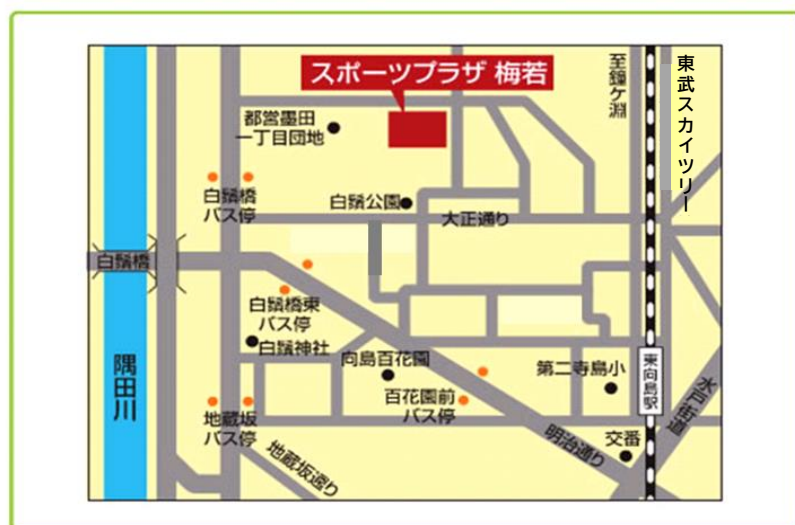 スポーツプラザ 梅若
至鐘ヶ淵
東武スカイツリー
都営墨田
一丁目団地
白鬚橋
バス停
白鬚公園
大正通り
白鬚橋
白鬚橋東
バス停
白鬚神社
向島百花園
第二寺島小
東向島駅
水戸街道
隅田川
百花園前
バス停
地蔵坂
バス停
地蔵坂通り
明治通り
交番